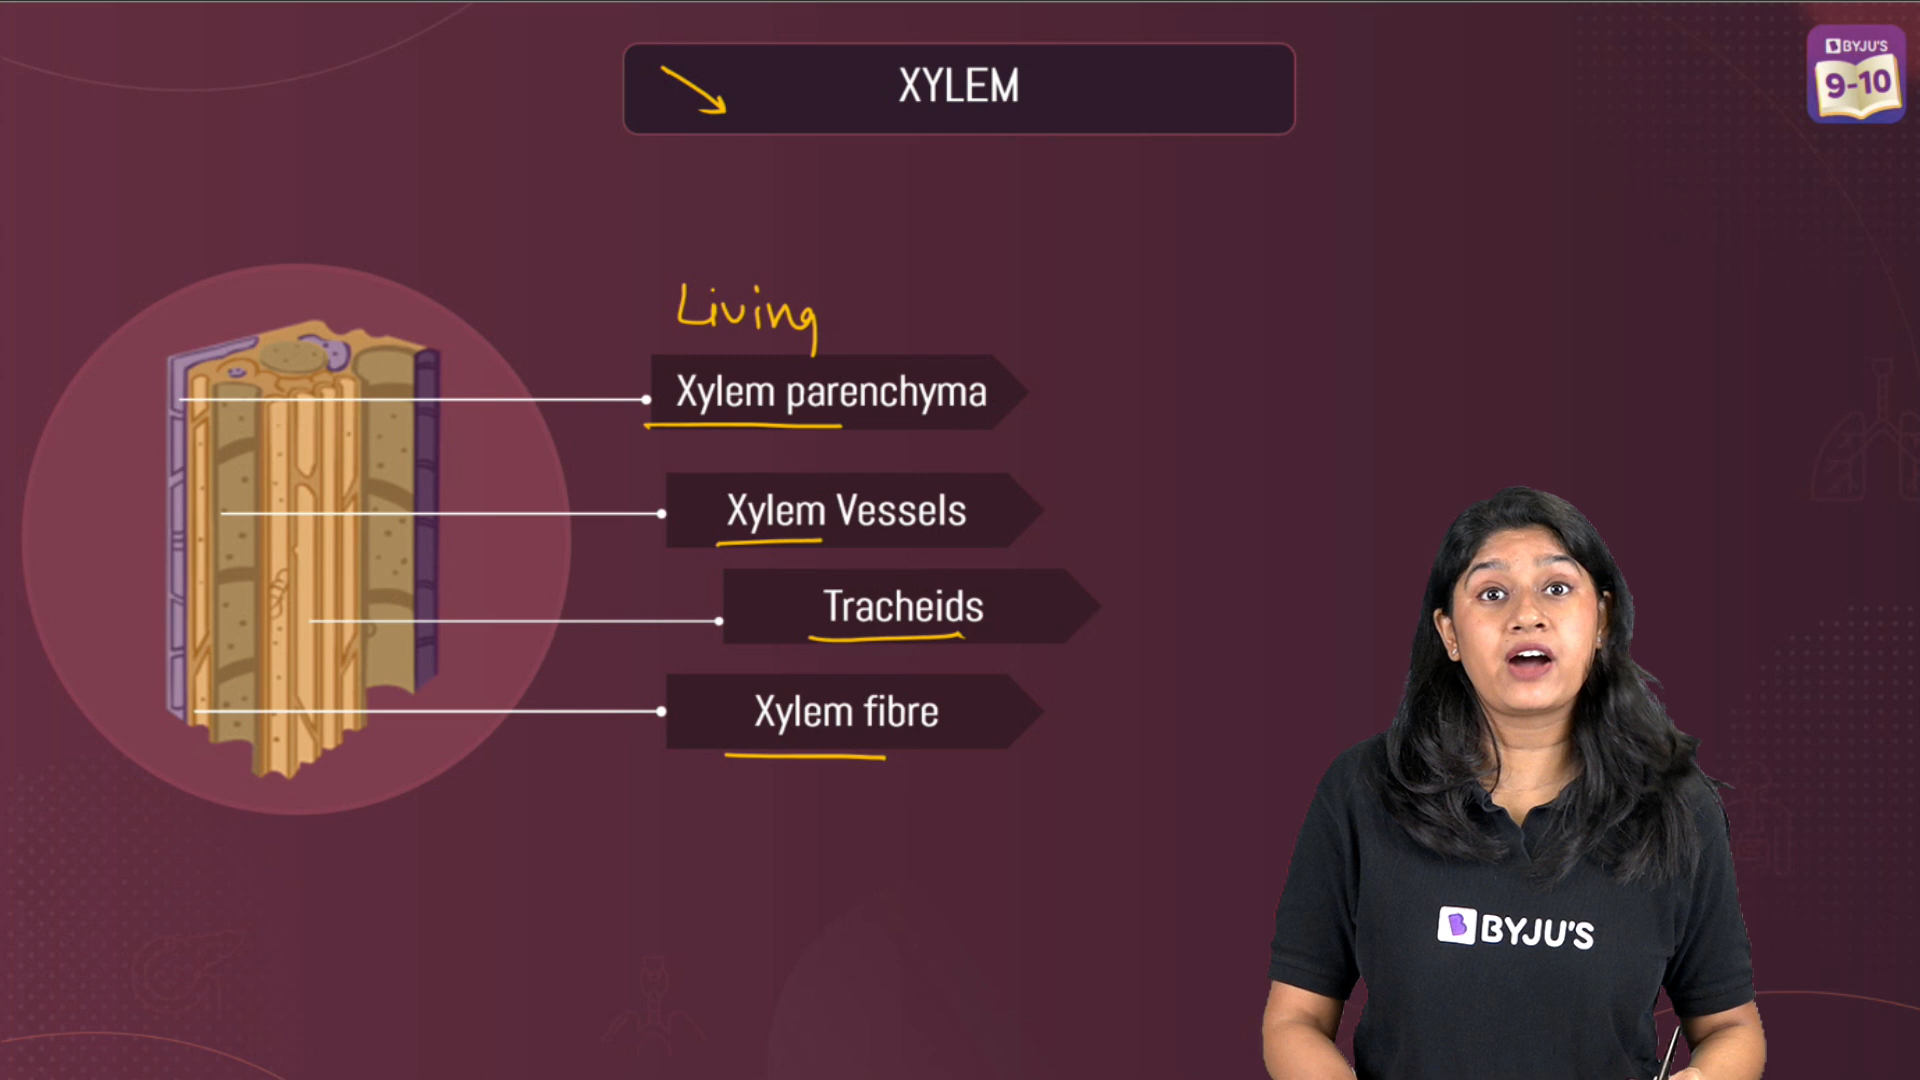 XYLEM
BYJU'S
9-10
Living
Xylem parenchyma
Xylem Vessels
Tracheids
Xylem fibre
BYJU'S